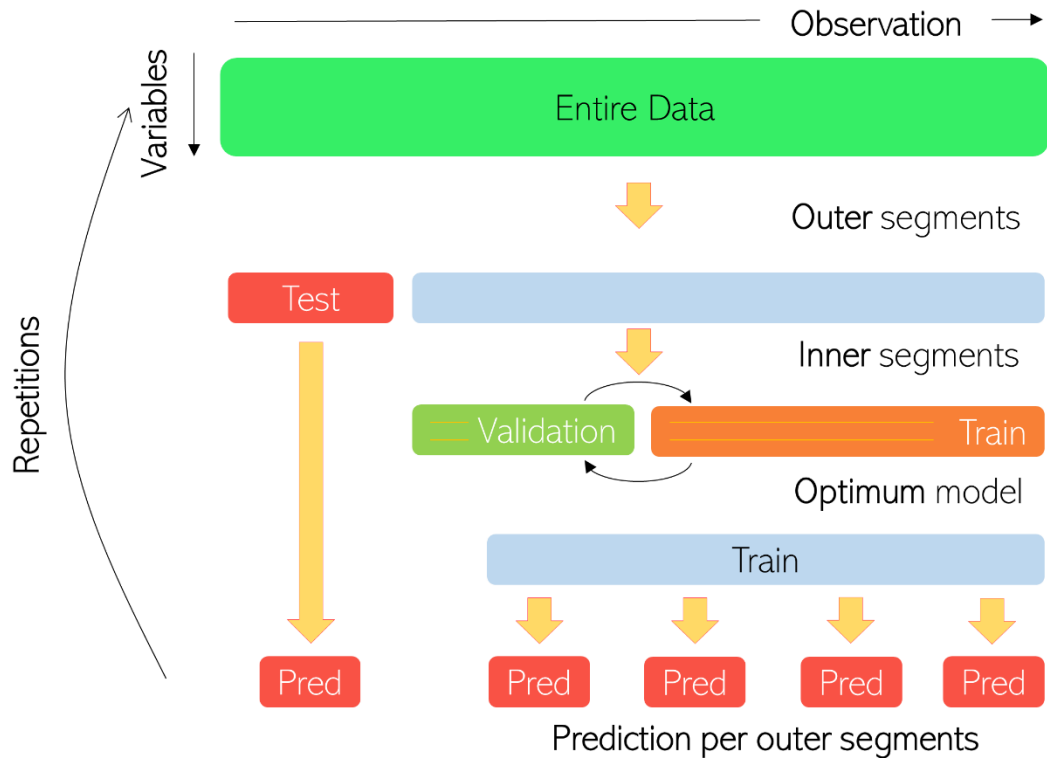 Observation
Variables
Entire Data
Outer segments
Test
Inner segments
Repetitions
Validation
Train
Optimum model
Train
Pred
Pred
Pred
Pred
Pred
Prediction per outer segments